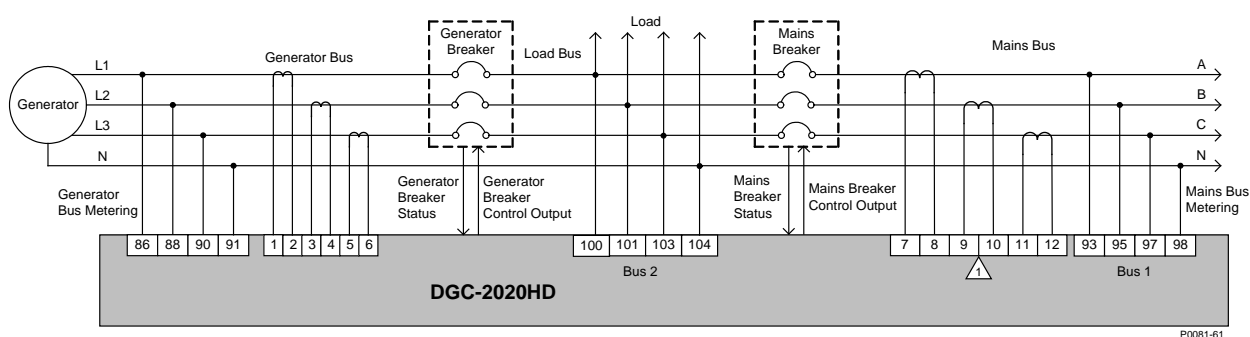 Load
Generator
Breaker
Mains
Breaker
Generator Bus
Load Bus
Mains Bus
L1
A
Generator
L2
B
L3
C
N
N
Generator
Bus Metering
Generator
Breaker
Status
Generator
Breaker
Control Output
Mains
Breaker
Status
Mains Breaker
Control Output
Mains Bus
Metering
86 88 90 91 1 2 3 4 5 6 100 101 103 104 7 8 9 10 11 12 93 95 97 98
Bus 2
1
Bus 1
DGC-2020HD
P0081-61